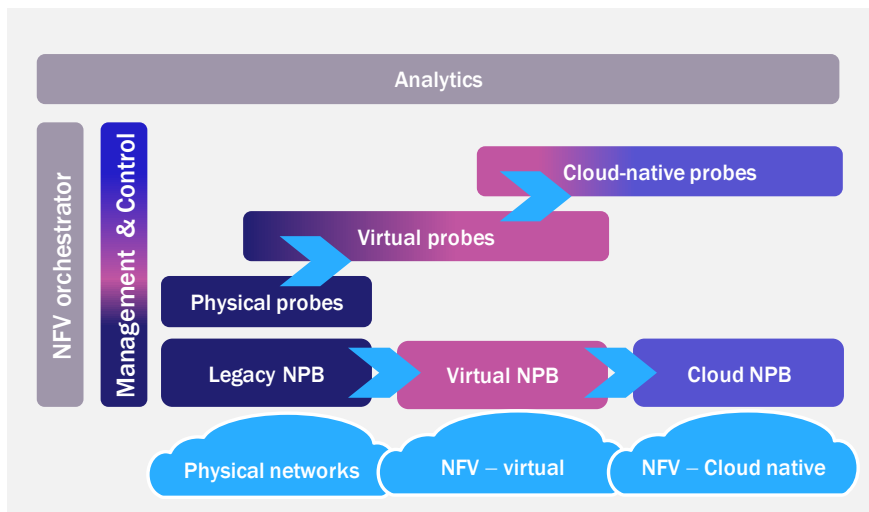 Analytics
NFV orchestrator
Management & Control
Cloud-native probes
Virtual probes
Physical probes
Legacy NPB
Virtual NPB
Cloud NPB
Physical networks
NFV – virtual
NFV – Cloud native